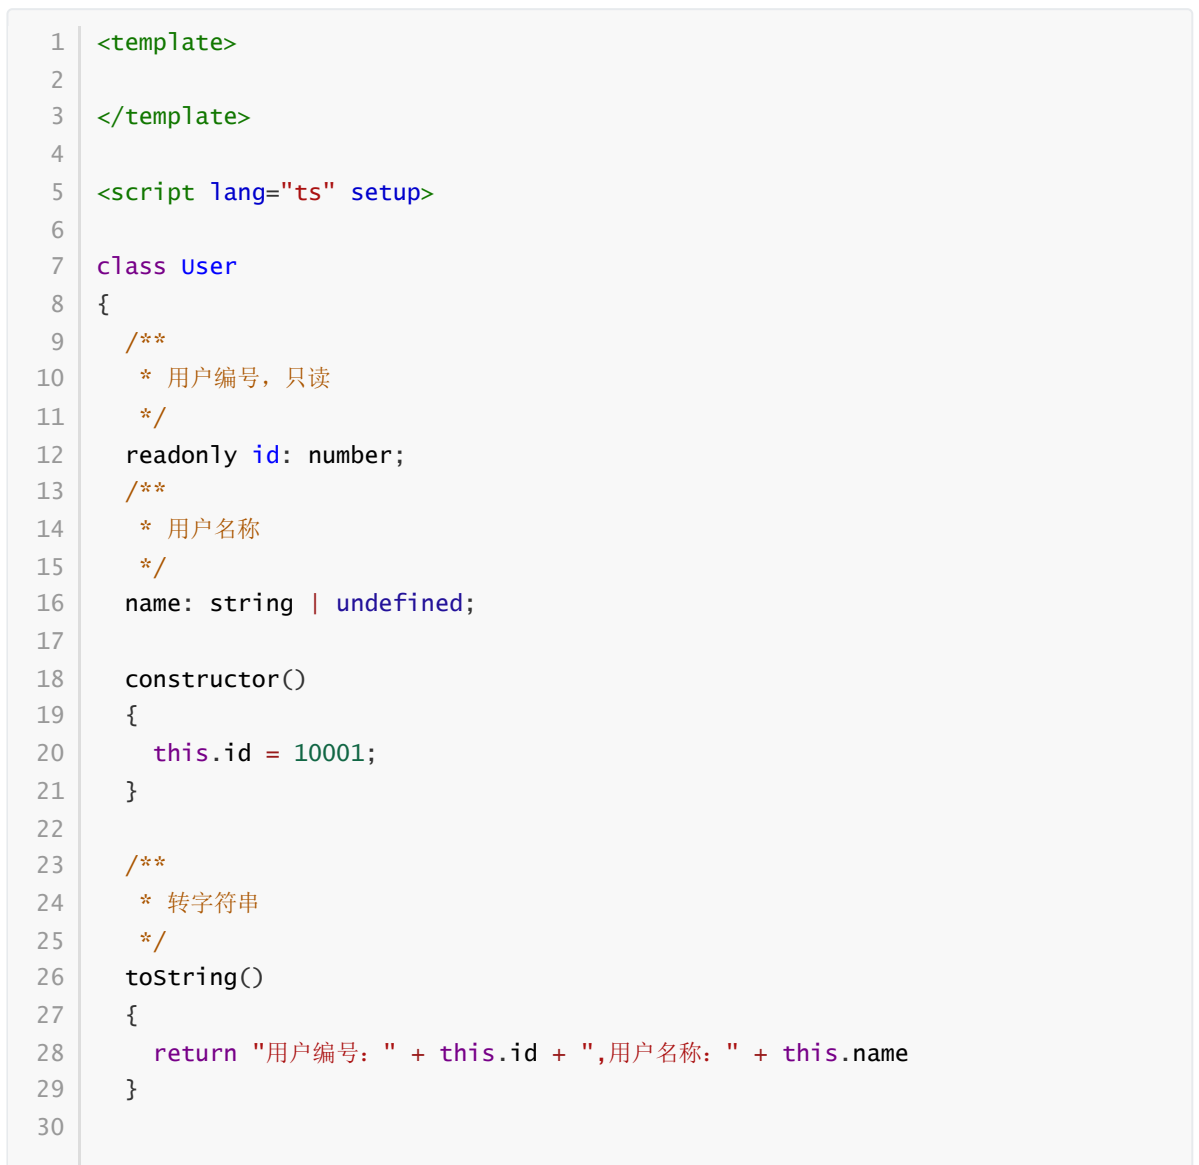 1 <template>
2
3 </template>
4
5 <script lang="ts" setup>
6
7 class User
8 {
9   /**
10    * 用户编号，只读
11    */
12   readonly id: number;
13   /**
14    * 用户名称
15    */
16   name: string | undefined;
17
18   constructor()
19   {
20     this.id = 10001;
21   }
22
23   /**
24    * 转字符串
25    */
26   toString()
27   {
28     return "用户编号：" + this.id + ",用户名称：" + this.name
29   }
30